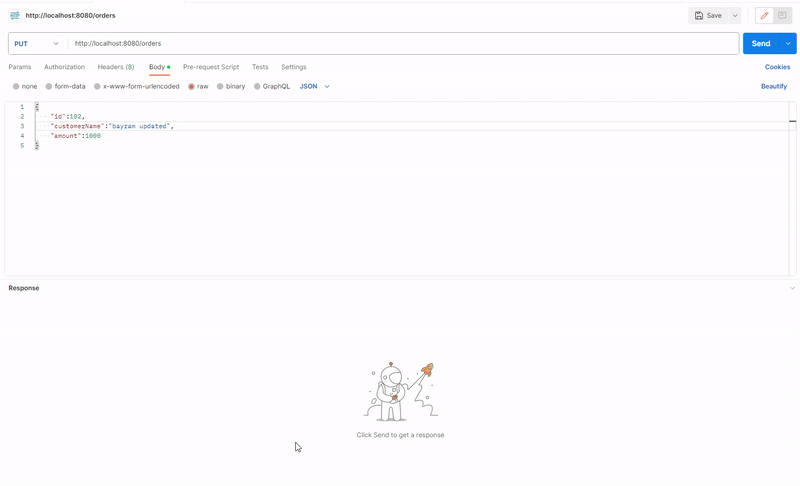 http://localhost:8080/orders
Save
PUT
http://localhost:8080/orders
Send
Params Authorization Headers (8) Body Pre-request Script Tests Settings Cookies
none form-data x-www-form-urlencoded raw binary GraphQL JSON Beautify
1 {
2 "id":102,
3 "customerName":"bayram updated",
4 "amount":1000
5 }
Response
Click Send to get a response